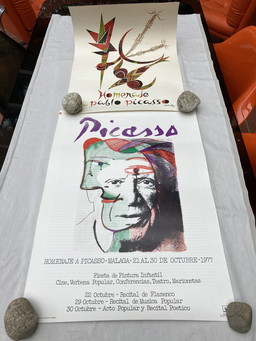 Homenaje
pablo picasso
Picasso
HOMENAJE A PICASSO-MALAGA-21 AL 30 DE OCTUBRE-1977
Fiesta de Pintura Infantil
Cine, Verbena Popular, Conferencias, Teatro, Marionetas
22 Octubre - Recital de Flamenco
29 Octubre - Recital de Musica Popular
30 Octubre - Acto Popular y Recital Poetico